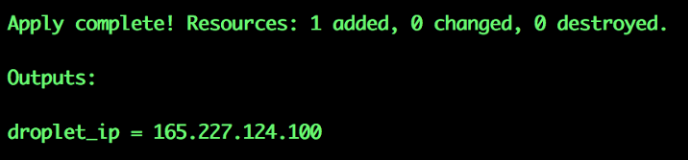 Apply complete! Resources: 1 added, 0 changed, 0 destroyed.
Outputs:
droplet_ip = 165.227.124.100